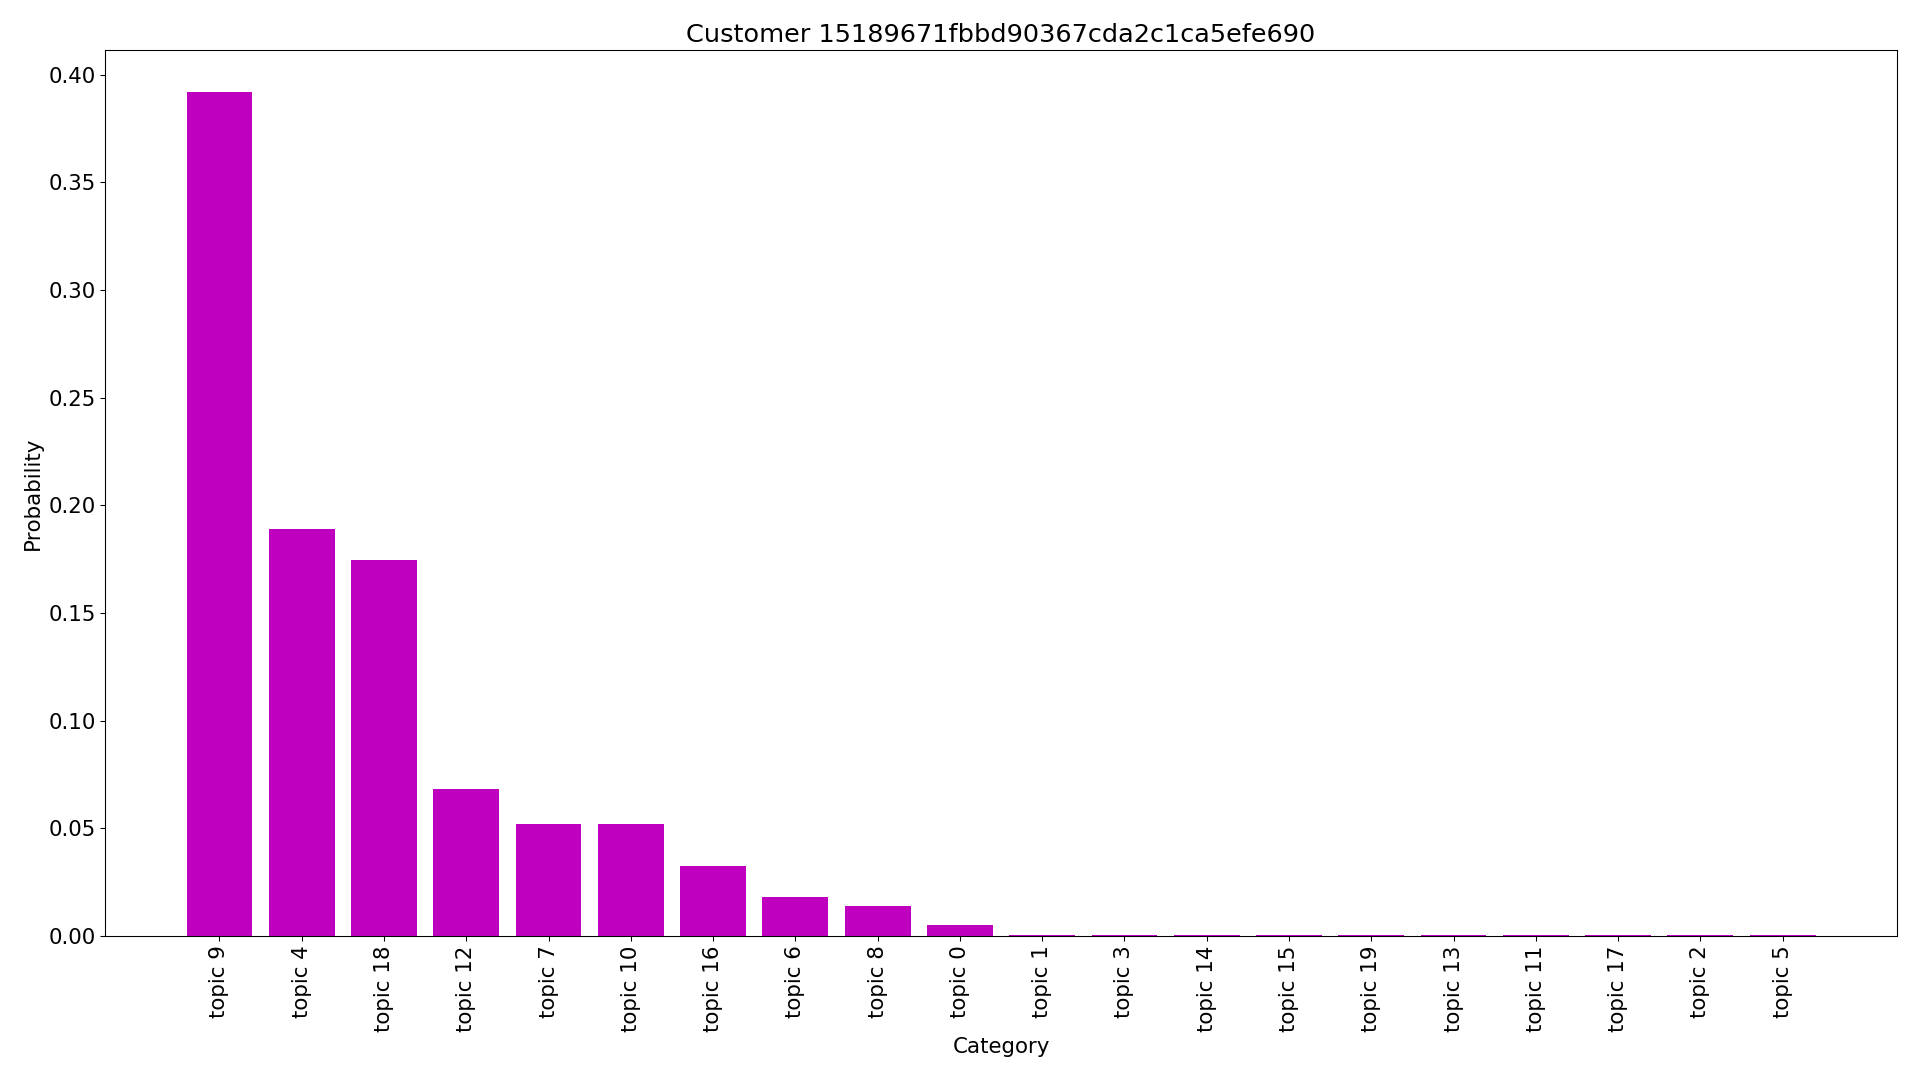 Customer 15189671fbbd90367cda2c1ca5efe690
0.40
0.35
0.30
0.25
0.20
0.15
0.10
0.05
0.00
Probability
topic 9
topic 4
topic 18
topic 12
topic 7
topic 10
topic 16
topic 6
topic 8
topic 0
topic 1
topic 3
topic 14
topic 15
topic 19
topic 13
topic 11
topic 17
topic 2
topic 5
Category